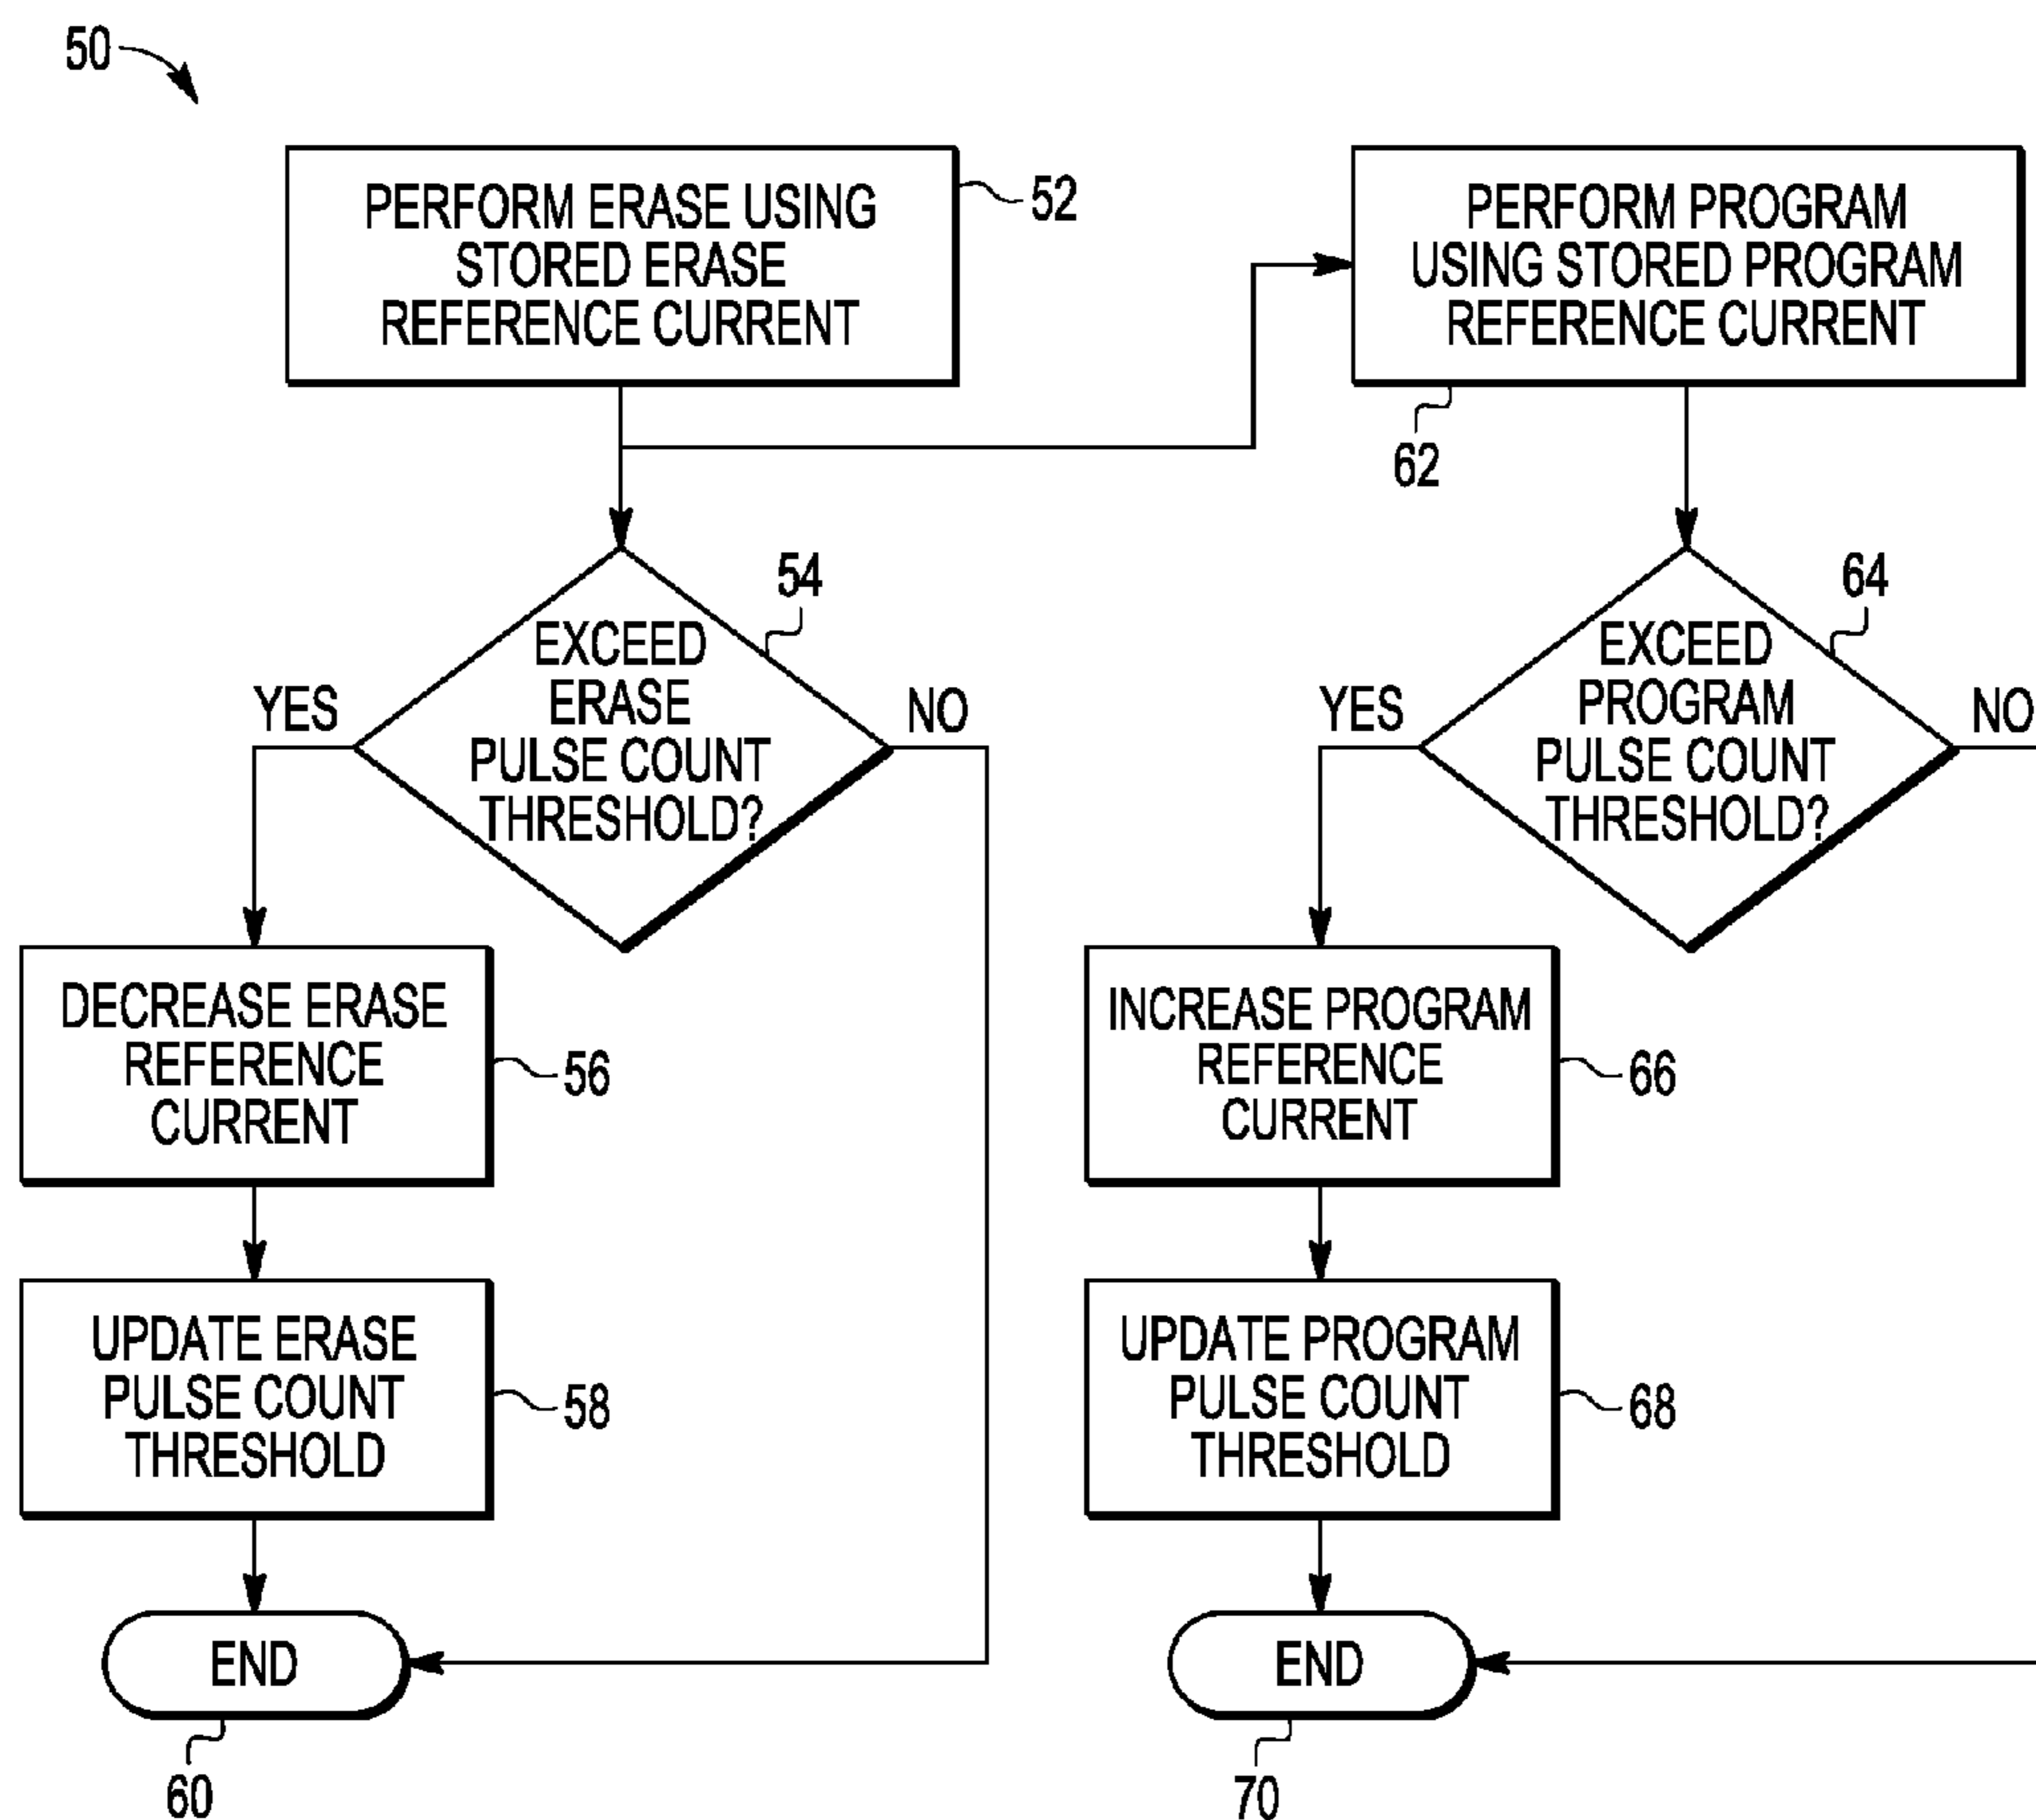 50
PERFORM ERASE USING
STORED ERASE
REFERENCE CURRENT
52
PERFORM PROGRAM
USING STORED PROGRAM
REFERENCE CURRENT
62
EXCEED
ERASE
PULSE COUNT
THRESHOLD?
54
YES
NO
EXCEED
PROGRAM
PULSE COUNT
THRESHOLD?
64
YES
NO
DECREASE ERASE
REFERENCE
CURRENT
56
INCREASE PROGRAM
REFERENCE
CURRENT
66
UPDATE ERASE
PULSE COUNT
THRESHOLD
58
UPDATE PROGRAM
PULSE COUNT
THRESHOLD
68
END
60
END
70